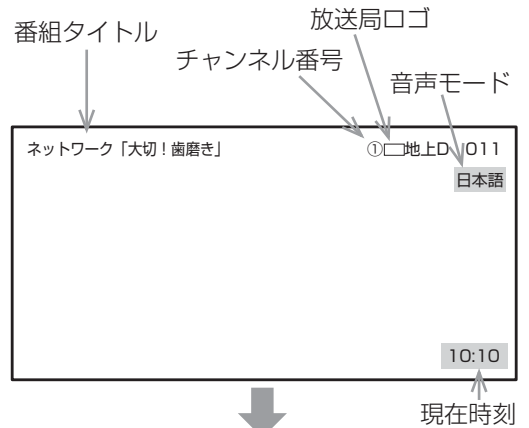 放送局ロゴ
番組タイトル
チャンネル番号
音声モード
ネットワーク「大切！歯磨き」 ①□地上D 011
日本語
10:10
現在時刻